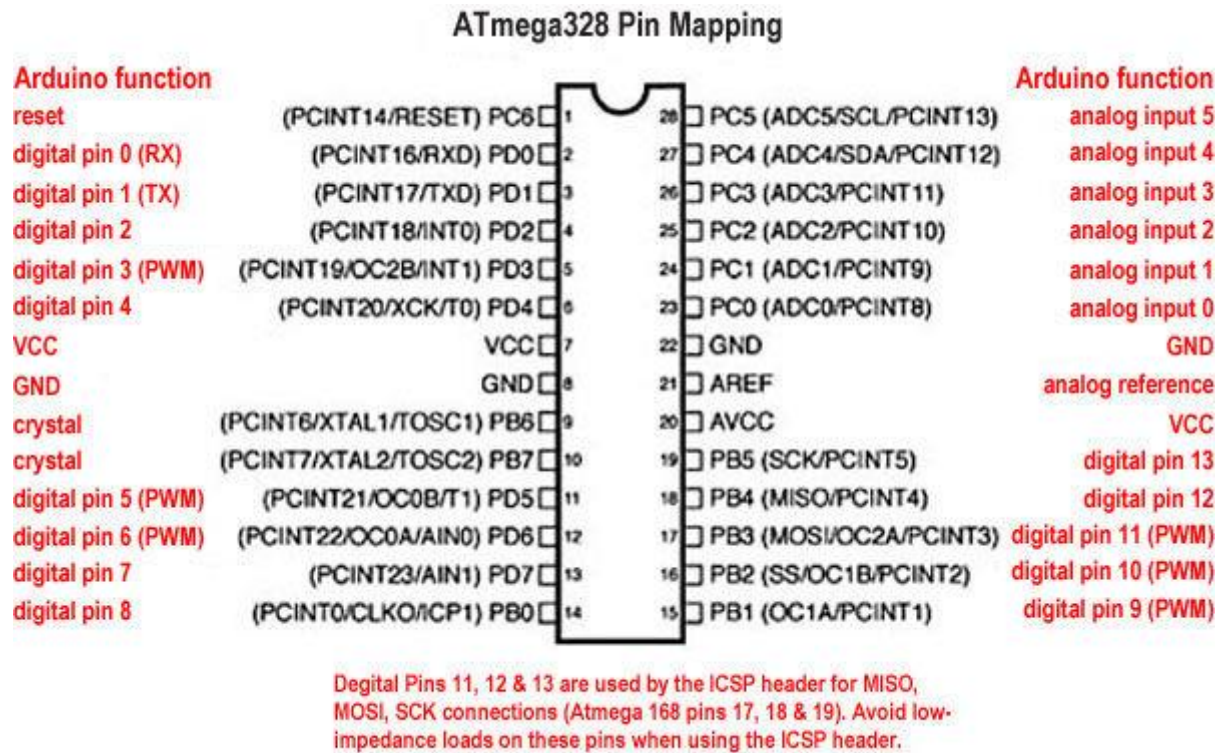 ATmega328 Pin Mapping
Arduino function
reset
digital pin 0 (RX)
digital pin 1 (TX)
digital pin 2
digital pin 3 (PWM)
digital pin 4
VCC
GND
crystal
crystal
digital pin 5 (PWM)
digital pin 6 (PWM)
digital pin 7
digital pin 8
(PCINT14/RESET) PC6 1
(PCINT16/RXD) PD0 2
(PCINT17/TXD) PD1 3
(PCINT18/INT0) PD2 4
(PCINT19/OC2B/INT1) PD3 5
(PCINT20/XCK/T0) PD4 6
VCC 7
GND 8
(PCINT6/XTAL1/TOSC1) PB6 9
(PCINT7/XTAL2/TOSC2) PB7 10
(PCINT21/OC0B/T1) PD5 11
(PCINT22/OC0A/AIN0) PD6 12
(PCINT23/AIN1) PD7 13
(PCINT0/CLKO/ICP1) PB0 14
28 PC5 (ADC5/SCL/PCINT13)
27 PC4 (ADC4/SDA/PCINT12)
26 PC3 (ADC3/PCINT11)
25 PC2 (ADC2/PCINT10)
24 PC1 (ADC1/PCINT9)
23 PC0 (ADC0/PCINT8)
22 GND
21 AREF
20 AVCC
19 PB5 (SCK/PCINT5)
18 PB4 (MISO/PCINT4)
17 PB3 (MOSI/OC2A/PCINT3)
16 PB2 (SS/OC1B/PCINT2)
15 PB1 (OC1A/PCINT1)
Arduino function
analog input 5
analog input 4
analog input 3
analog input 2
analog input 1
analog input 0
GND
analog reference
VCC
digital pin 13
digital pin 12
digital pin 11 (PWM)
digital pin 10 (PWM)
digital pin 9 (PWM)
Degital Pins 11, 12 & 13 are used by the ICSP header for MISO,
MOSI, SCK connections (Atmega 168 pins 17, 18 & 19). Avoid low-
impedance loads on these pins when using the ICSP header.